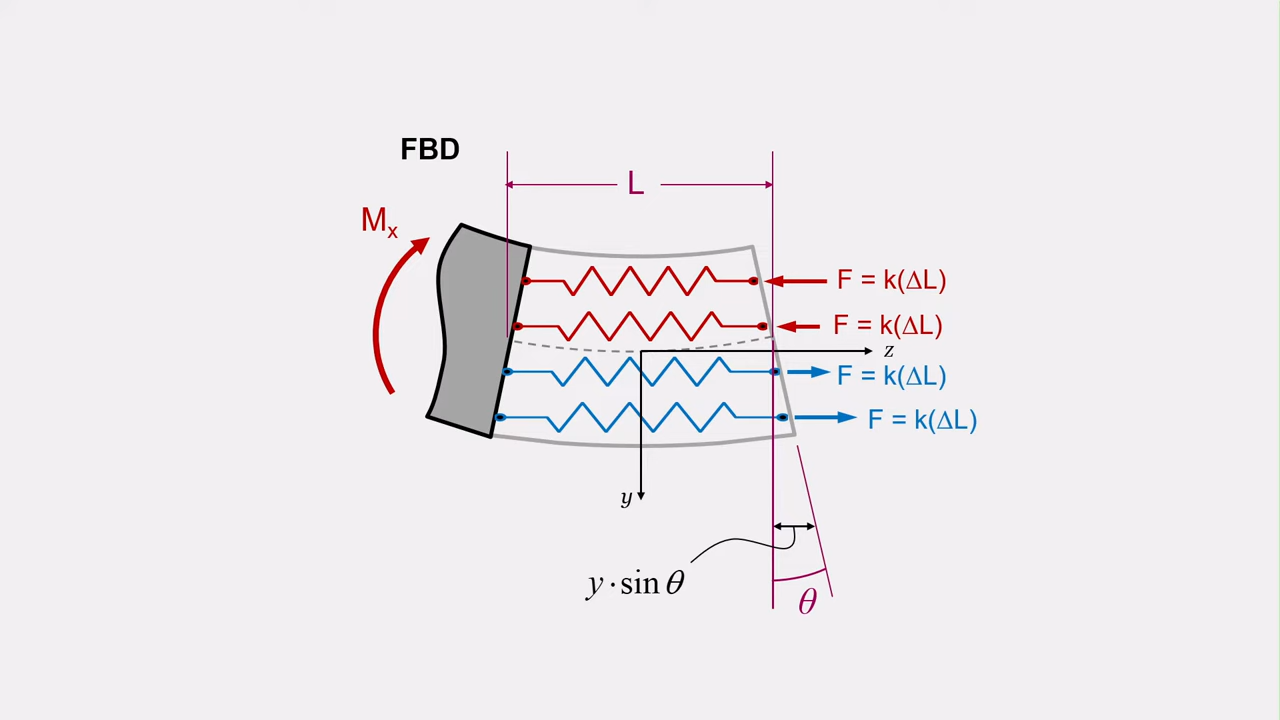 FBD
L
Mx
F = k(ΔL)
F = k(ΔL)
z
F = k(ΔL)
F = k(ΔL)
y
y·sin θ
θ